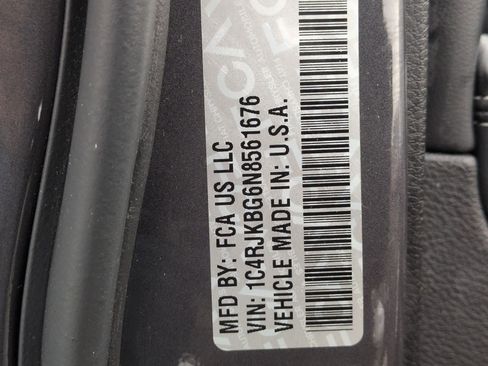 MFD BY: FCA US LLC
VIN: 1C4RJKBG6N8561676
VEHICLE MADE IN: U.S.A.